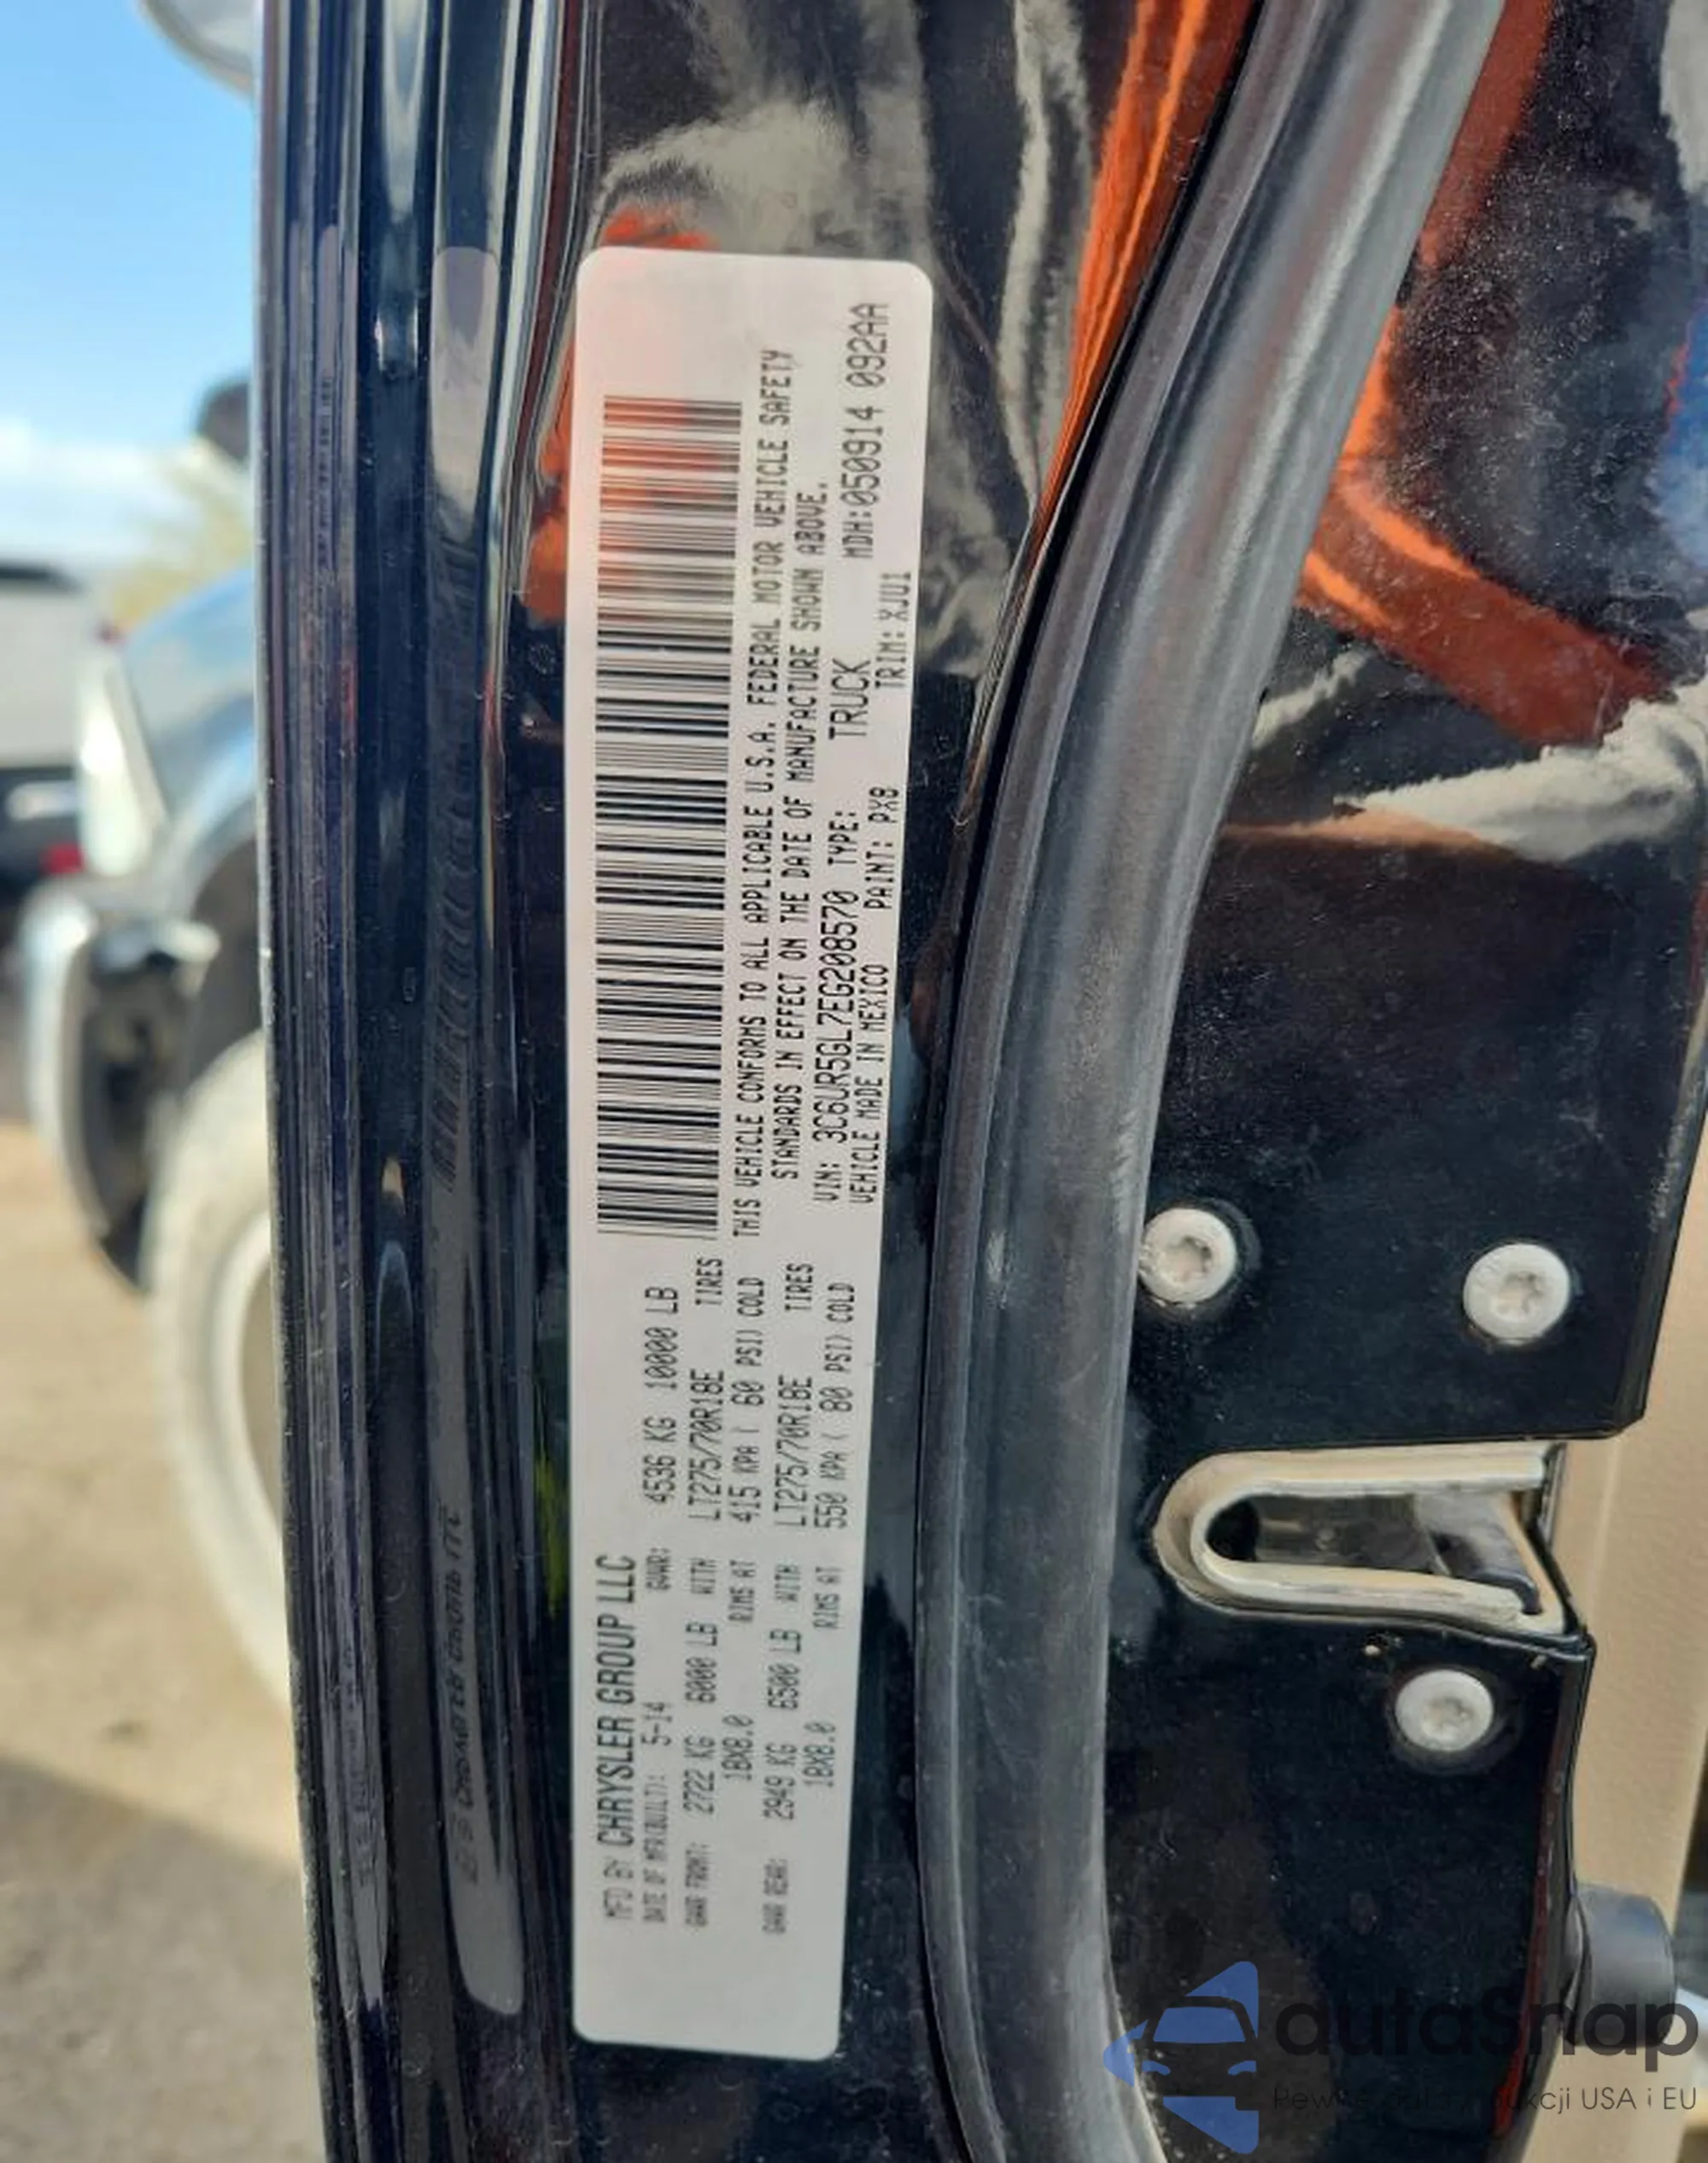 MFD BY CHRYSLER GROUP LLC
DATE OF MFR(BUILT): 5-14 GVWR: 4536 KG 10000 LB
GAWR FRONT: 2722 KG 6000 LB WITH LT275/70R18E TIRES
18X8.0 RIMS AT 415 KPA ( 60 PSI) COLD
GAWR REAR: 2949 KG 6500 LB WITH LT275/70R18E TIRES
18X8.0 RIMS AT 550 KPA ( 80 PSI) COLD
THIS VEHICLE CONFORMS TO ALL APPLICABLE U.S.A. FEDERAL MOTOR VEHICLE SAFETY
STANDARDS IN EFFECT ON THE DATE OF MANUFACTURE SHOWN ABOVE.
VIN: 3C6UR5GL7EG208570 TYPE: TRUCK MDH:050914 092AA
VEHICLE MADE IN MEXICO PAINT: PX8 TRIM: XJU1
autaSnap
USA i EU